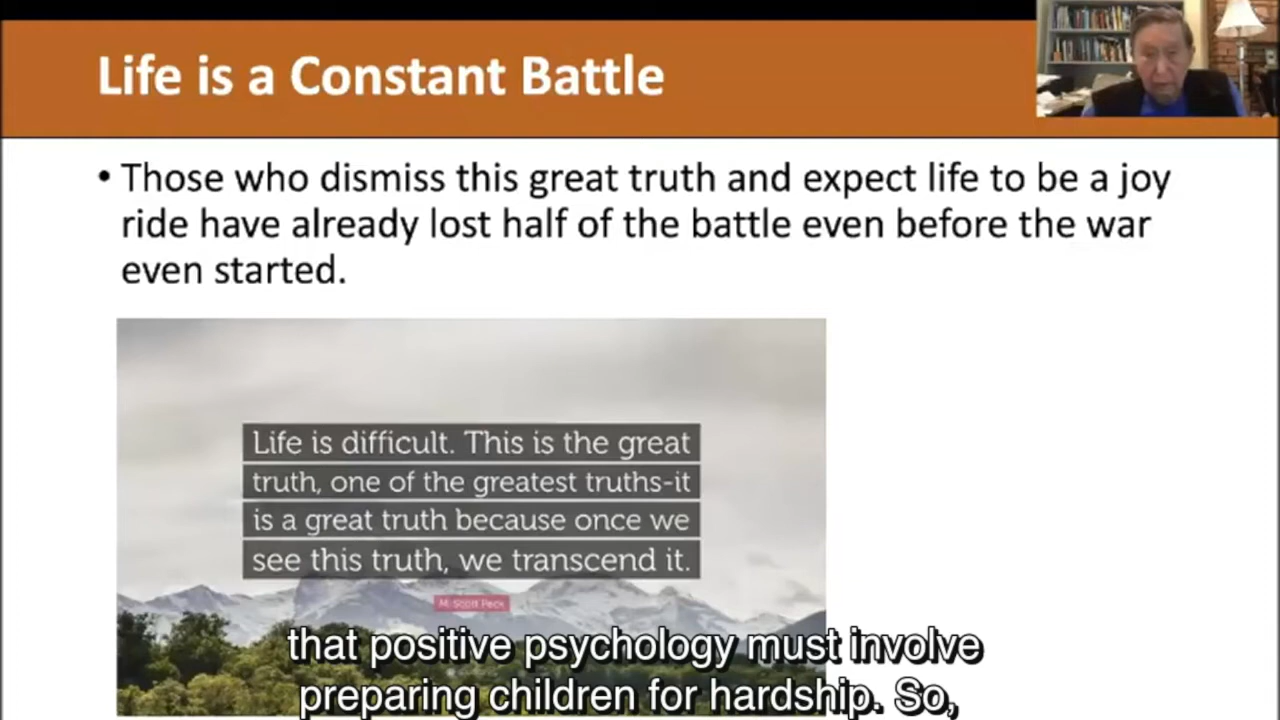 Life is a Constant Battle
• Those who dismiss this great truth and expect life to be a joy
ride have already lost half of the battle even before the war
even started.
Life is difficult. This is the great
truth, one of the greatest truths-it
is a great truth because once we
see this truth, we transcend it.
M. Scott Peck
that positive psychology must involve
preparing children for hardship. So,